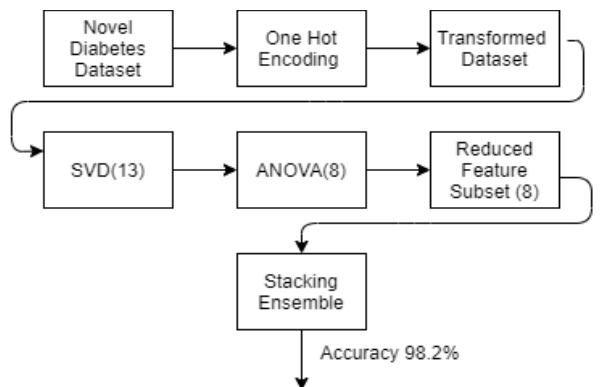 Novel
Diabetes
Dataset
One Hot
Encoding
Transformed
Dataset
SVD(13)
ANOVA(8)
Reduced
Feature
Subset (8)
Stacking
Ensemble
Accuracy 98.2%